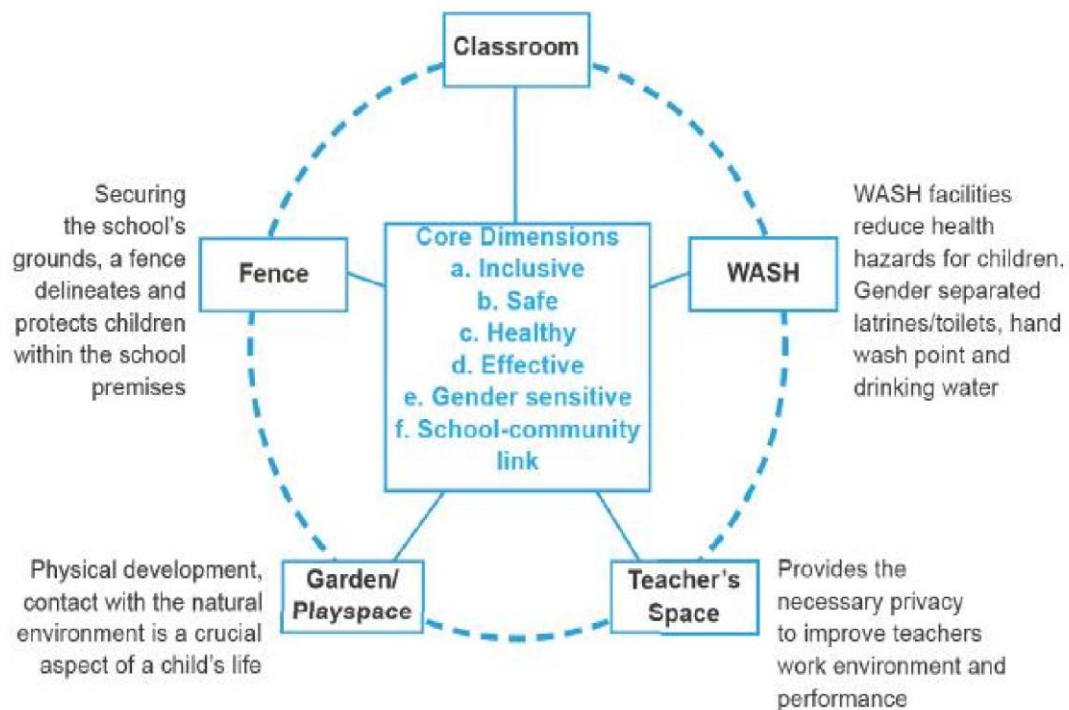 Classroom
Securing
the school's
grounds, a fence
delineates and
protects children
within the school
premises
Fence
Core Dimensions
a. Inclusive
b. Safe
c. Healthy
d. Effective
e. Gender sensitive
f. School-community
link
WASH
WASH facilities
reduce health
hazards for children.
Gender separated
latrines/toilets, hand
wash point and
drinking water
Physical development,
contact with the natural
environment is a crucial
aspect of a child's life
Garden/
Playspace
Teacher's
Space
Provides the
necessary privacy
to improve teachers
work environment and
performance